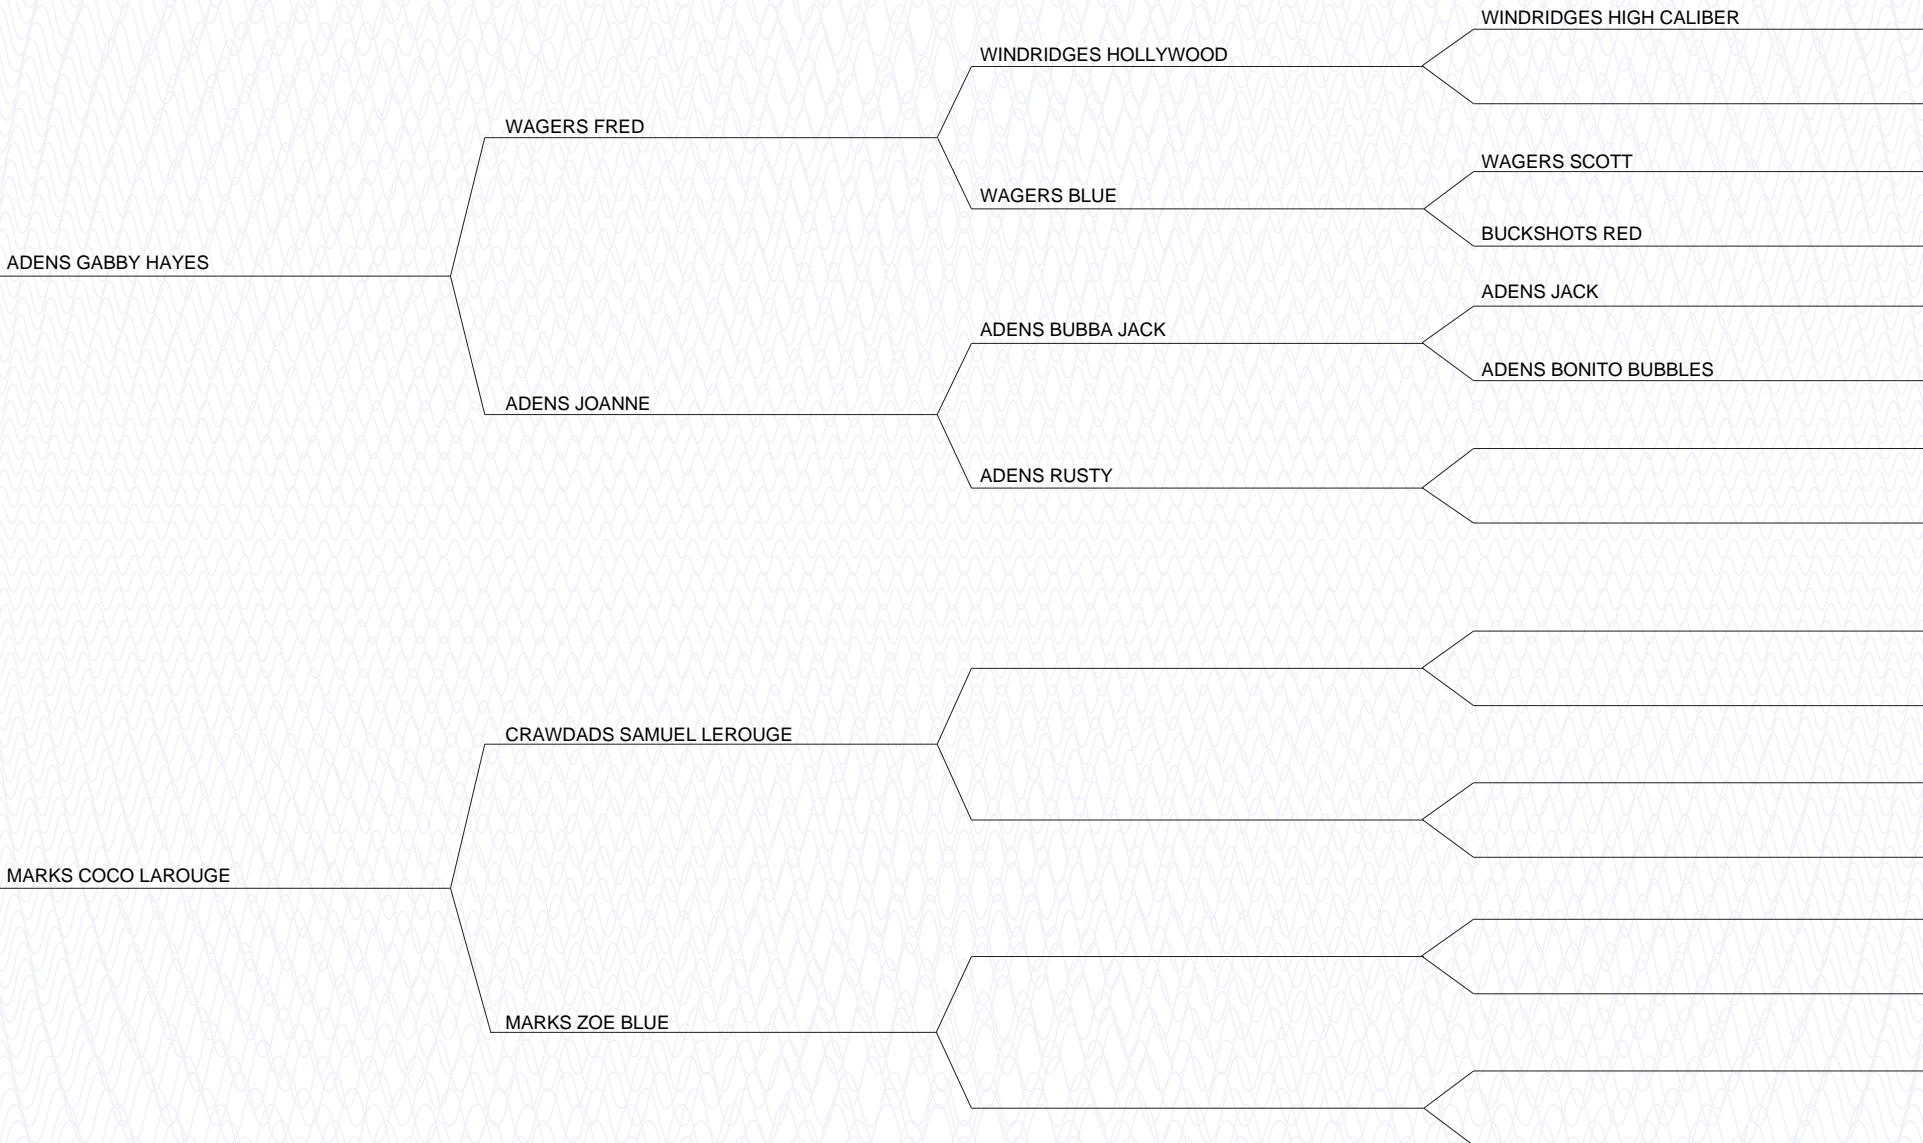 WINDRIDGES HIGH CALIBER
WINDRIDGES HOLLYWOOD
WAGERS FRED
WAGERS SCOTT
WAGERS BLUE
BUCKSHOTS RED
ADENS GABBY HAYES
ADENS JACK
ADENS BUBBA JACK
ADENS BONITO BUBBLES
ADENS JOANNE
ADENS RUSTY
CRAWDADS SAMUEL LEROUGE
MARKS COCO LAROUGE
MARKS ZOE BLUE